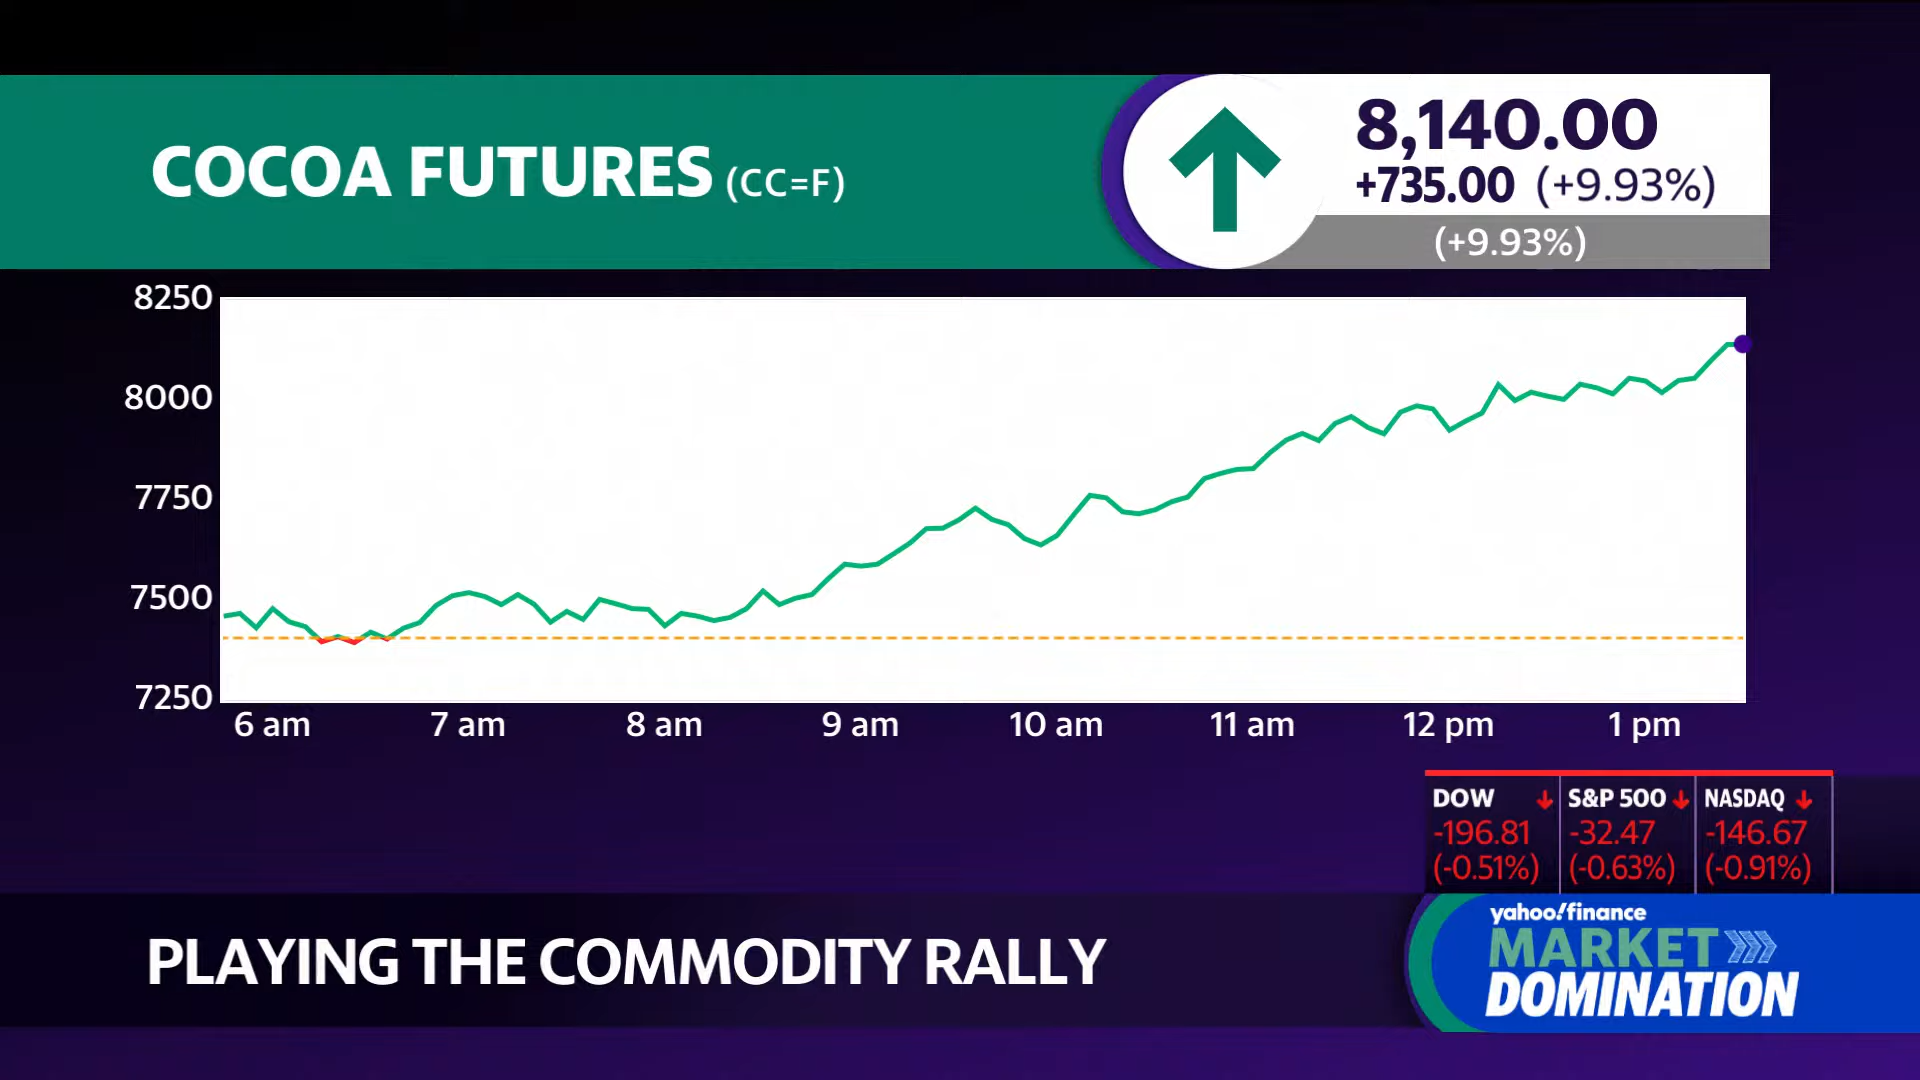 COCOA FUTURES (CC=F)
8,140.00
+735.00 (+9.93%)
(+9.93%)
8250
8000
7750
7500
7250
6 am 7 am 8 am 9 am 10 am 11 am 12 pm 1 pm
DOW S&P 500 NASDAQ
-196.81 -32.47 -146.67
(-0.51%) (-0.63%) (-0.91%)
PLAYING THE COMMODITY RALLY
yahoo!finance
MARKET
DOMINATION